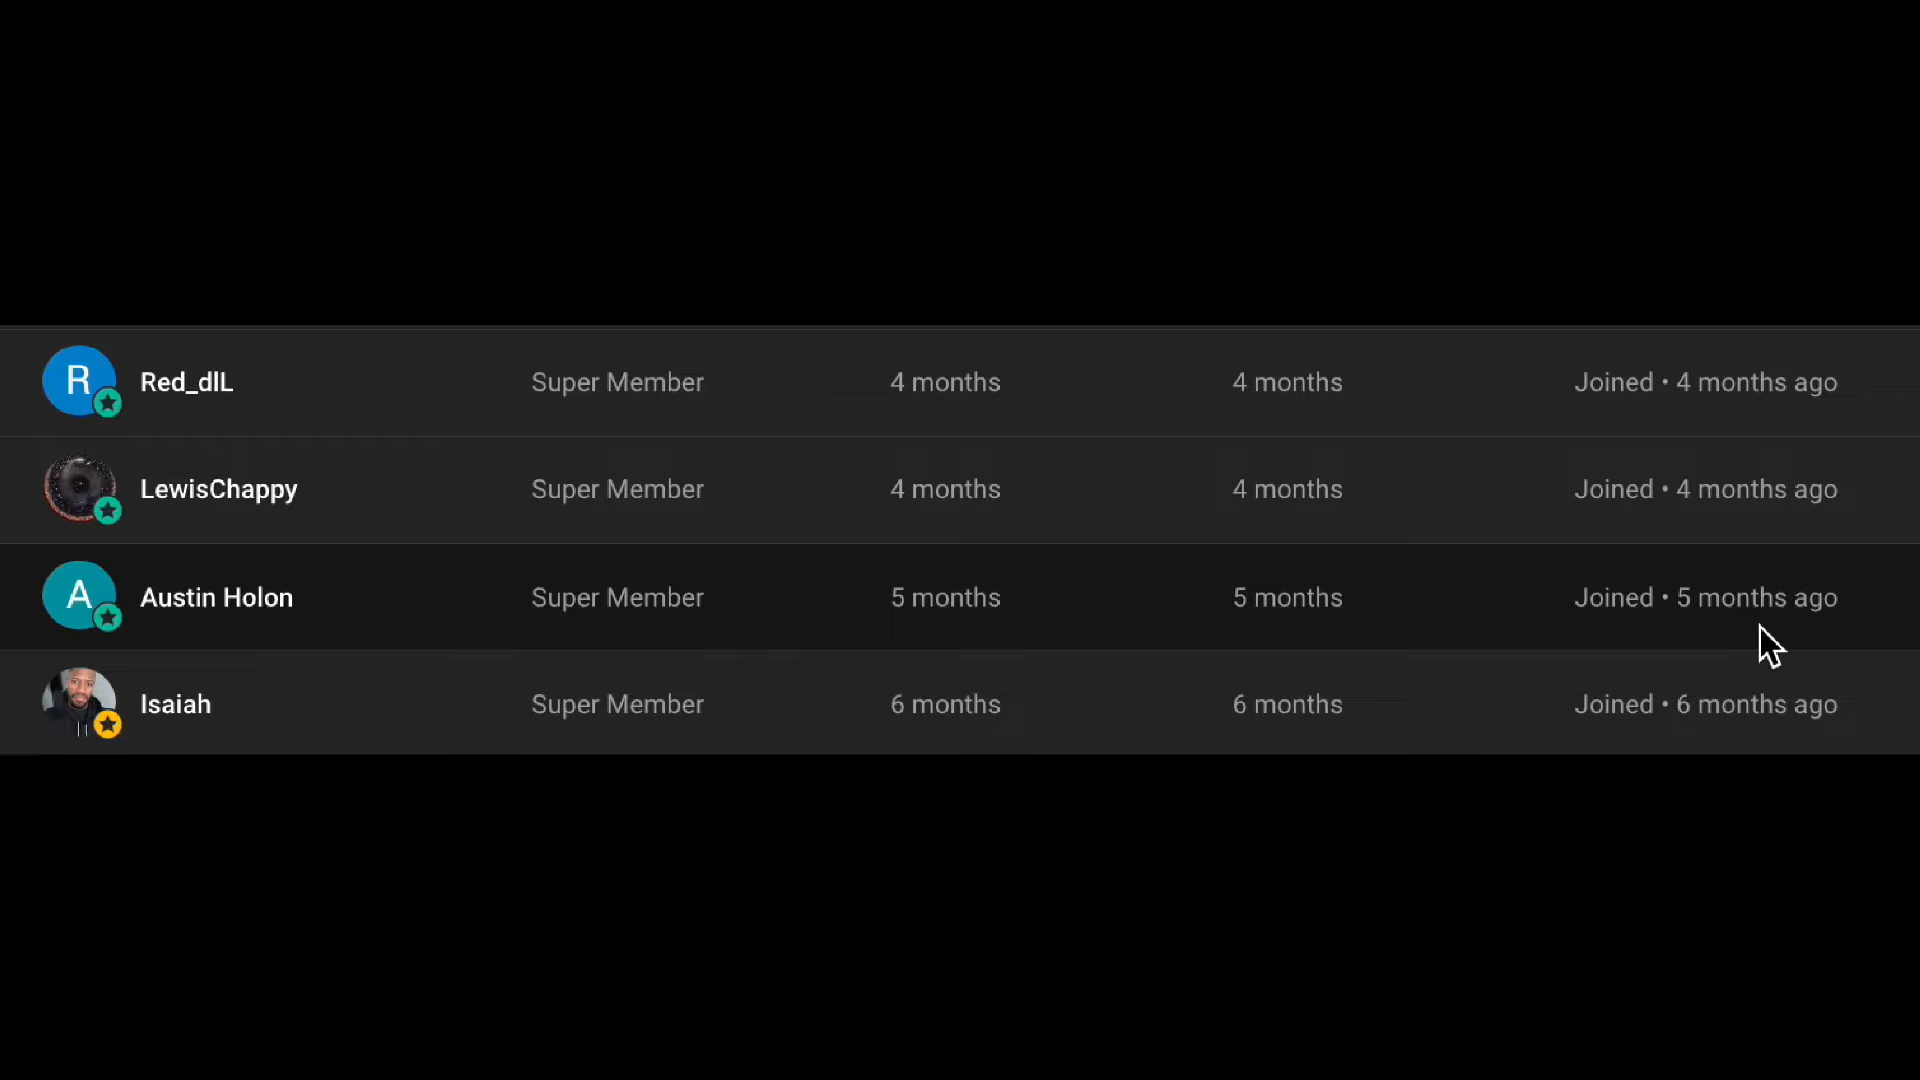 R Red_dlL Super Member 4 months 4 months Joined • 4 months ago
LewisChappy Super Member 4 months 4 months Joined • 4 months ago
A Austin Holon Super Member 5 months 5 months Joined • 5 months ago
Isaiah Super Member 6 months 6 months Joined • 6 months ago